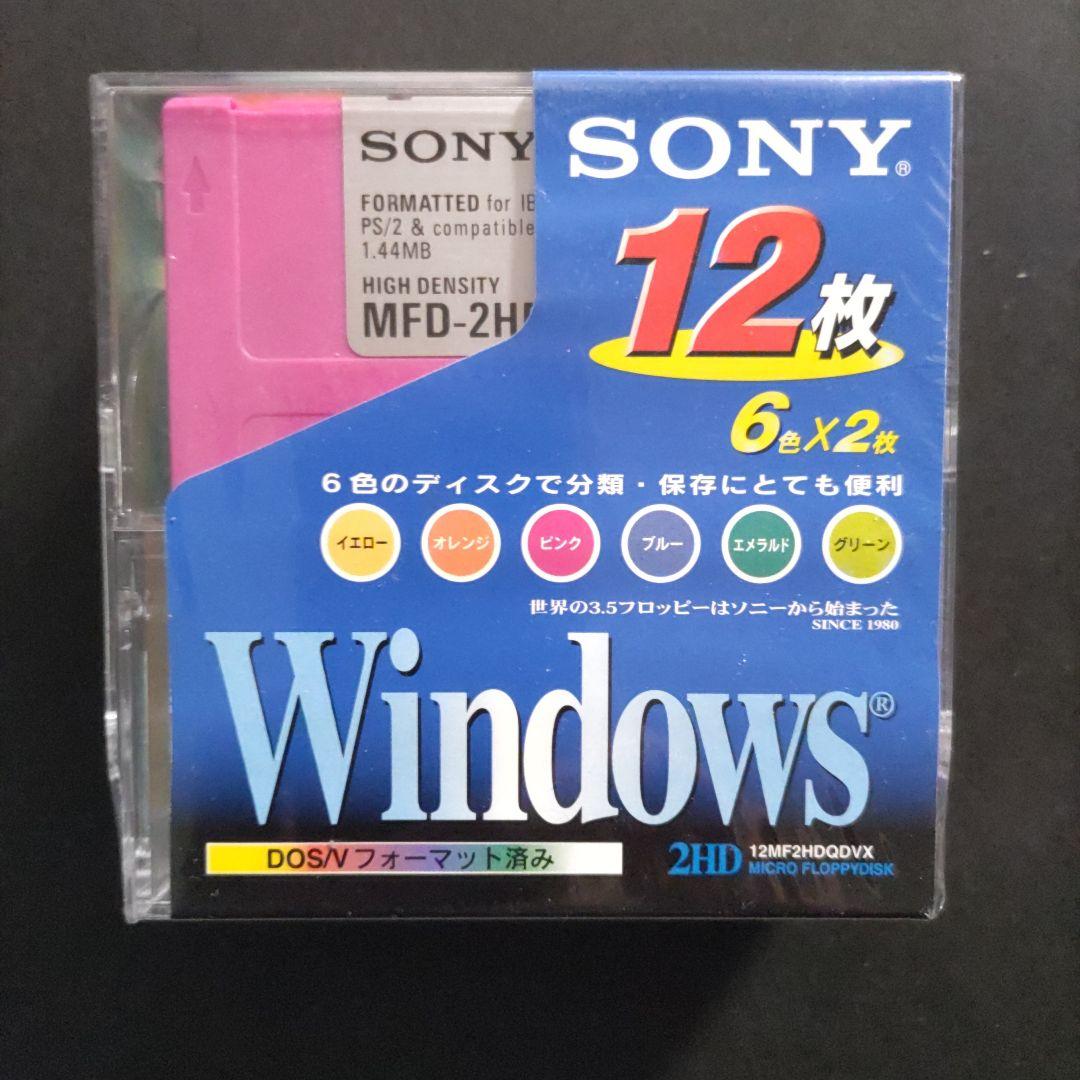 SONY
FORMATTED for IB
PS/2 & compatible
1.44MB
HIGH DENSITY
MFD-2H
SONY®
12枚
6色X2枚
6色のディスクで分類・保存にとても便利
イエロー オレンジ ピンク ブルー エメラルド グリーン
世界の3.5フロッピーはソニーから始まった
SINCE 1980
Windows®
DOS/Vフォーマット済み
2HD 12MF2HDQDVX
MICRO FLOPPYDISK